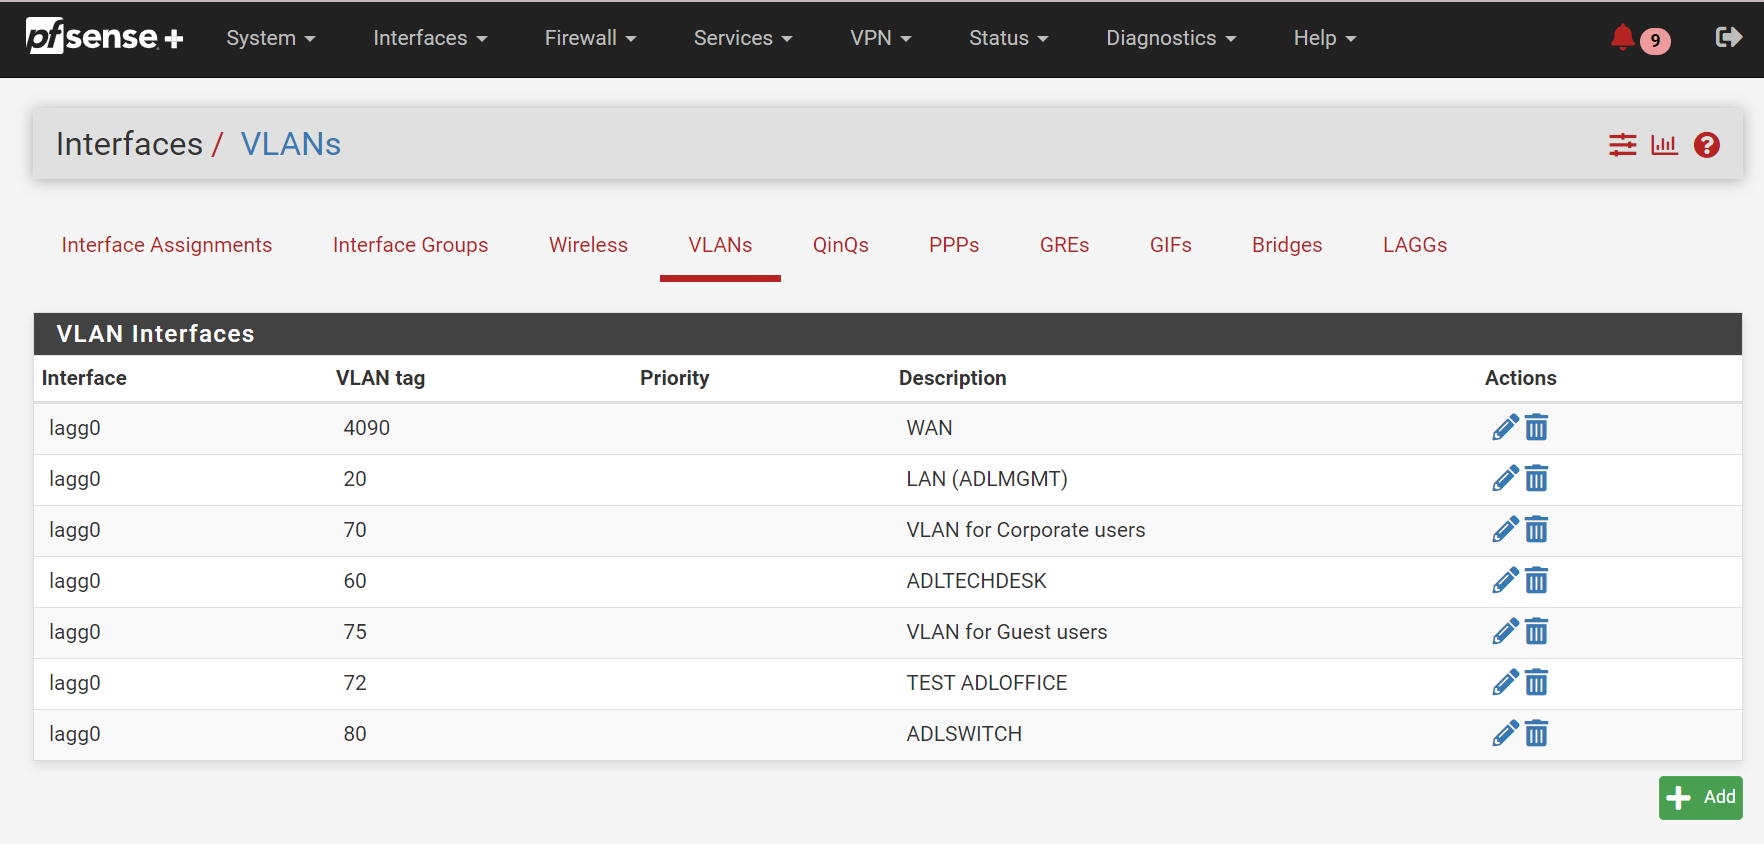 pfsense+ System Interfaces Firewall Services VPN Status Diagnostics Help 9
Interfaces / VLANs
Interface Assignments Interface Groups Wireless VLANs QinQs PPPs GREs GIFs Bridges LAGGs
VLAN Interfaces
Interface VLAN tag Priority Description Actions
lagg0 4090 WAN
lagg0 20 LAN (ADLMGMT)
lagg0 70 VLAN for Corporate users
lagg0 60 ADLTECHDESK
lagg0 75 VLAN for Guest users
lagg0 72 TEST ADLOFFICE
lagg0 80 ADLSWITCH
Add